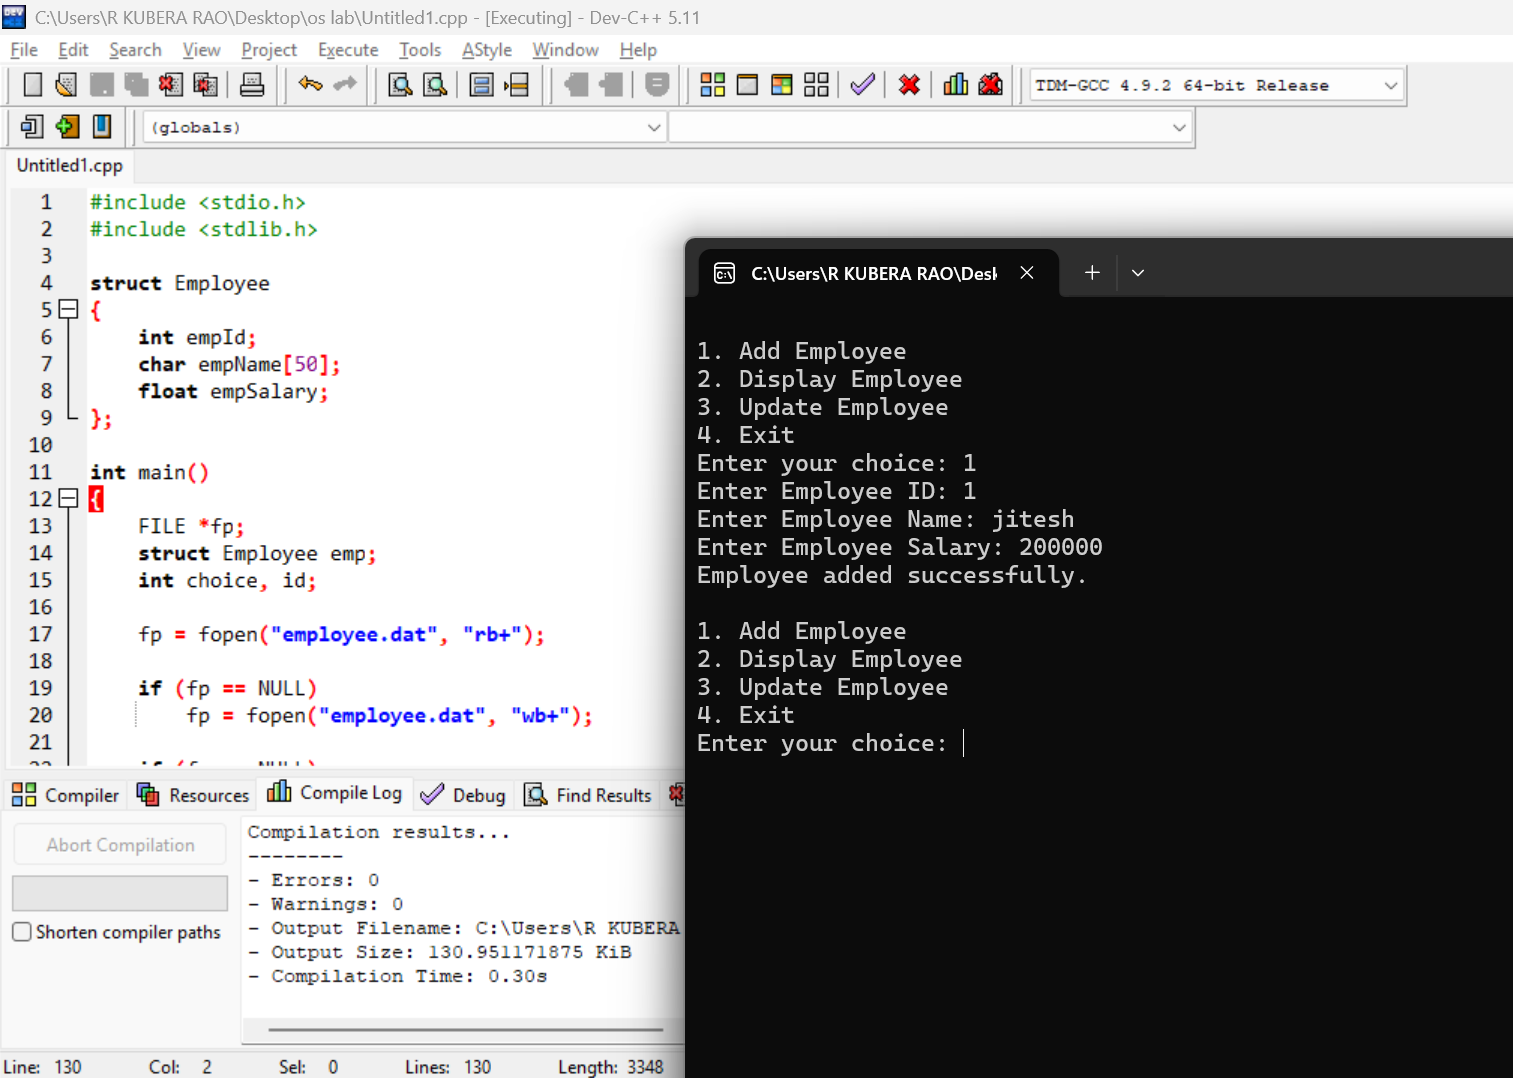 C:\Users\R KUBERA RAO\Desktop\os lab\Untitled1.cpp - [Executing] - Dev-C++ 5.11
File Edit Search View Project Execute Tools AStyle Window Help
TDM-GCC 4.9.2 64-bit Release
(globals)
Untitled1.cpp
1 #include <stdio.h>
2 #include <stdlib.h>
3
4 struct Employee
5 {
6 int empId;
7 char empName[50];
8 float empSalary;
9 };
10
11 int main()
12 {
13 FILE *fp;
14 struct Employee emp;
15 int choice, id;
16
17 fp = fopen("employee.dat", "rb+");
18
19 if (fp == NULL)
20 fp = fopen("employee.dat", "wb+");
21
Compiler Resources Compile Log Debug Find Results
Abort Compilation
Shorten compiler paths
Compilation results...
--------
- Errors: 0
- Warnings: 0
- Output Filename: C:\Users\R KUBERA
- Output Size: 130.951171875 KiB
- Compilation Time: 0.30s
Line: 130 Col: 2 Sel: 0 Lines: 130 Length: 3348
C:\Users\R KUBERA RAO\Desk
1. Add Employee
2. Display Employee
3. Update Employee
4. Exit
Enter your choice: 1
Enter Employee ID: 1
Enter Employee Name: jitesh
Enter Employee Salary: 200000
Employee added successfully.
1. Add Employee
2. Display Employee
3. Update Employee
4. Exit
Enter your choice: